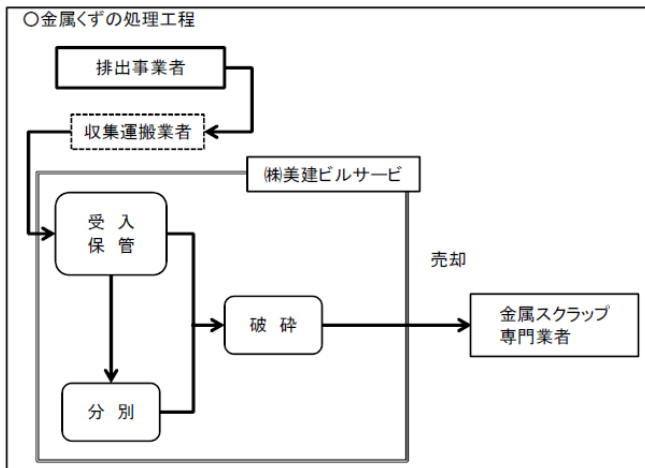 〇金属くずの処理工程
排出事業者
収集運搬業者
㈱美建ビルサービ
受 入
保 管
売却
破 砕
金属スクラップ
専門業者
分 別